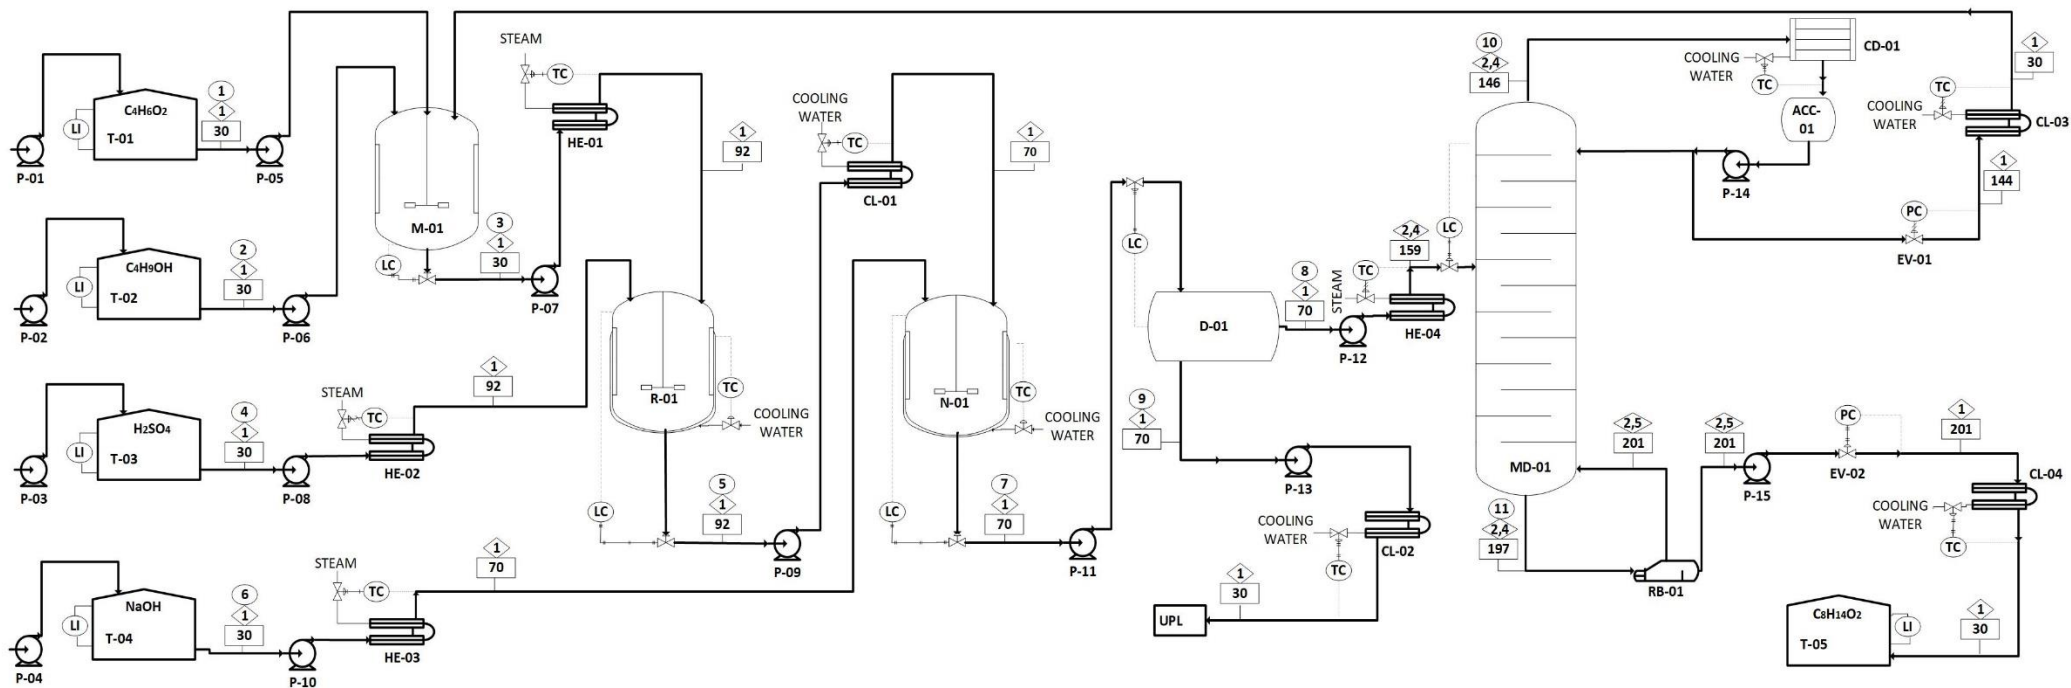 C₄H₆O₂
T-01
LI
P-01
1
1
30
P-05
C₄H₉OH
T-02
LI
P-02
2
1
30
P-06
H₂SO₄
T-03
LI
P-03
4
1
30
P-08
NaOH
T-04
LI
P-04
6
1
30
P-10
M-01
LC
3
1
30
P-07
STEAM
TC
HE-01
1
92
STEAM
TC
HE-02
1
92
STEAM
TC
HE-03
1
70
R-01
TC
COOLING
WATER
LC
5
1
92
P-09
COOLING
WATER
TC
CL-01
1
70
N-01
TC
COOLING
WATER
LC
7
1
70
P-11
LC
D-01
8
1
70
P-12
STEAM
TC
HE-04
2,4
159
LC
9
1
70
P-13
COOLING
WATER
TC
CL-02
1
30
UPL
10
2,4
146
MD-01
COOLING
WATER
TC
CD-01
ACC-
01
P-14
PC
EV-01
1
144
COOLING
WATER
TC
CL-03
1
30
11
2,4
197
RB-01
2,5
201
2,5
201
P-15
PC
EV-02
1
201
CL-04
COOLING
WATER
TC
1
30
C₈H₁₄O₂
T-05
LI